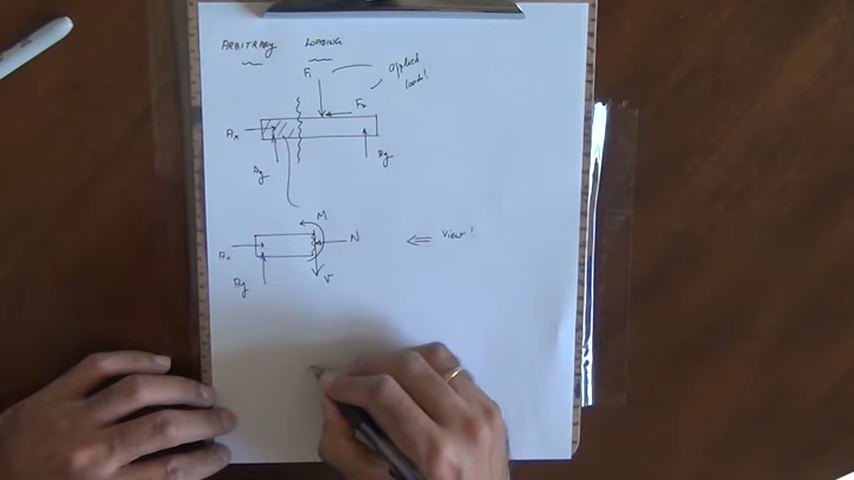 ARBITRARY LOADING
F₁
applied
loads!
F₂
Ax
Ay
By
M
N
← View!
Ax
Ay
V